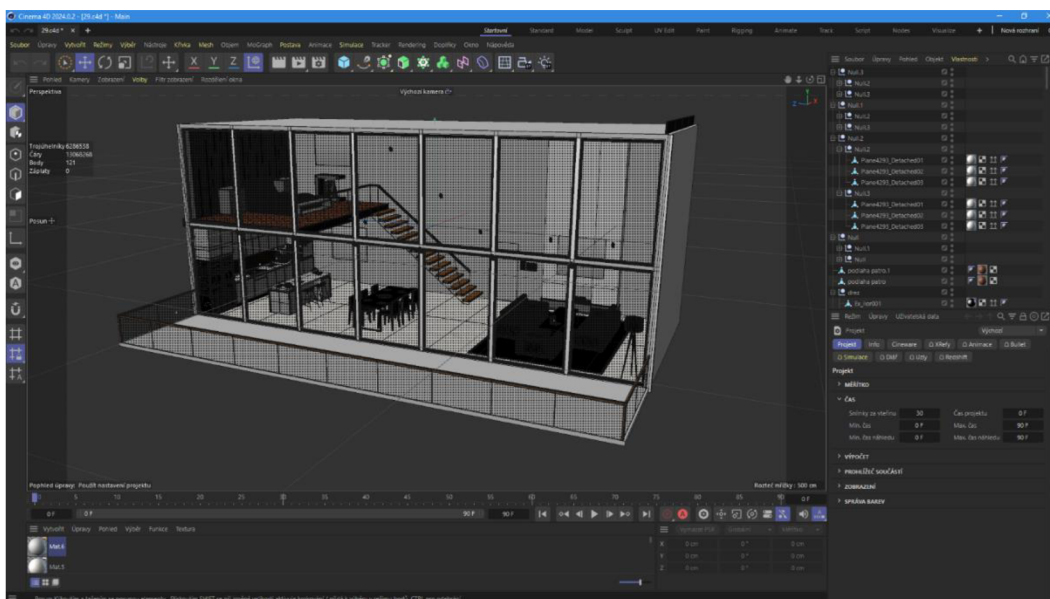 Cinema 4D 2024.0.2 - [29.c4d *] - Main
29.c4d * × +
Startovní Standard Model Sculpt UV Edit Paint Rigging Animate Track Script Nodes Visualize + Nové rozhraní
Soubor Úpravy Vytvořit Režimy Výběr Nástroje Křivka Mesh Objem MoGraph Postava Animace Simulace Tracker Rendering Doplňky Okno Nápověda
X Y Z
Soubor Úpravy Pohled Objekt Vlastnosti
Pohled Kamery Zobrazení Volby Filtr zobrazení Rozdělení okna
Perspektiva
Výchozí kamera
Z X
Null.3
Null.2
Null.3
Null.1
Null.2
Null.3
Null.2
Null.2
Plane4293_Detached01
Plane4293_Detached02
Plane4293_Detached03
Null.3
Plane4293_Detached01
Plane4293_Detached02
Plane4293_Detached03
Null
Null.1
Null
podlaha patro.1
podlaha patro
drez
Trojúhelníky 6286538
Čáry
Body 121
Záplaty 0
Posun
Režim Úpravy Uživatelská data
Projekt Výchozí
Projekt Info Cineware XRefy Animace Bullet
Simulace DMF Uzly Redshift
Projekt
MĚŘÍTKO
ČAS
Snímky za vteřinu 30 Čas projektu 0 F
Min. čas 0 F Max. čas 90 F
Min. čas náhledu 0 F Max. čas náhledu 90 F
VÝPOČET
PROHLÍŽEČ SOUČÁSTÍ
ZOBRAZENÍ
SPRÁVA BAREV
Pophled úpravy: Použít nastavení projektu
Rozteč mřížky : 500 cm
0 5 10 15 20 25 30 35 40 45 50 55 60 65 70 75 80 85 90 0 F
0 F 0 F 90 F 90 F
Vytvořit Úpravy Pohled Výběr Funkce Textura
Mat.6
Mat.5
X 0 cm 0 ° 0 cm
Y 0 cm 0 ° 0 cm
Z 0 cm 0 ° 0 cm